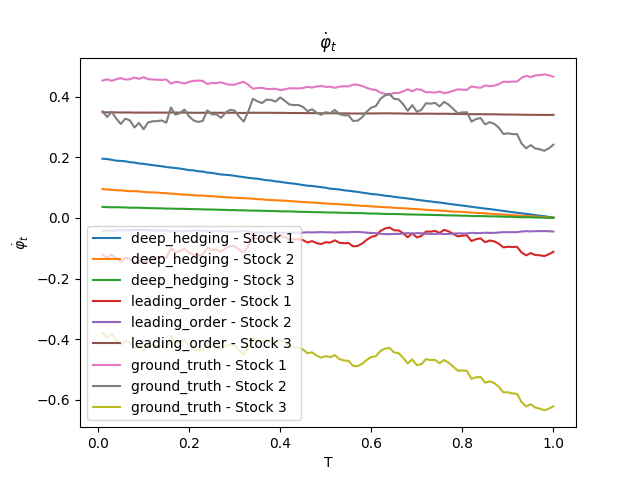 φ̇ₜ
0.4
0.2
0.0
−0.2
−0.4
−0.6
φ̇ₜ
deep_hedging - Stock 1
deep_hedging - Stock 2
deep_hedging - Stock 3
leading_order - Stock 1
leading_order - Stock 2
leading_order - Stock 3
ground_truth - Stock 1
ground_truth - Stock 2
ground_truth - Stock 3
0.0 0.2 0.4 0.6 0.8 1.0
T